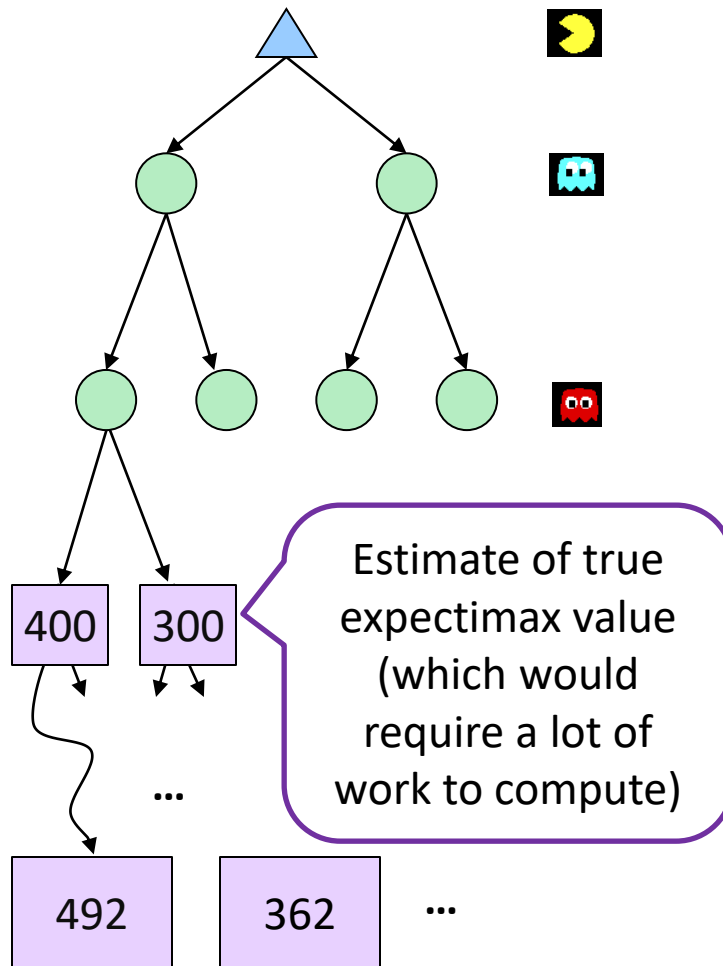 Estimate of true
expectimax value
(which would
require a lot of
work to compute)
400 300
...
492 362 ...